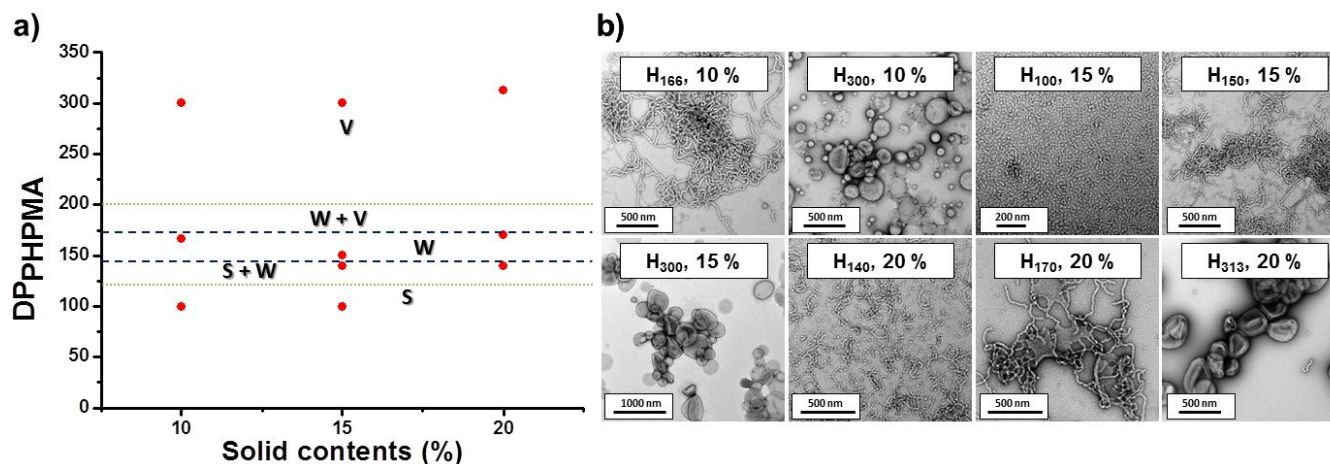 a)
350
300
250
200
150
100
50
0
DPPHPMA
V
W + V
W
S + W
S
10
15
20
Solid contents (%)
b)
H166, 10 %
500 nm
H300, 10 %
500 nm
H100, 15 %
200 nm
H150, 15 %
500 nm
H300, 15 %
1000 nm
H140, 20 %
500 nm
H170, 20 %
500 nm
H313, 20 %
500 nm